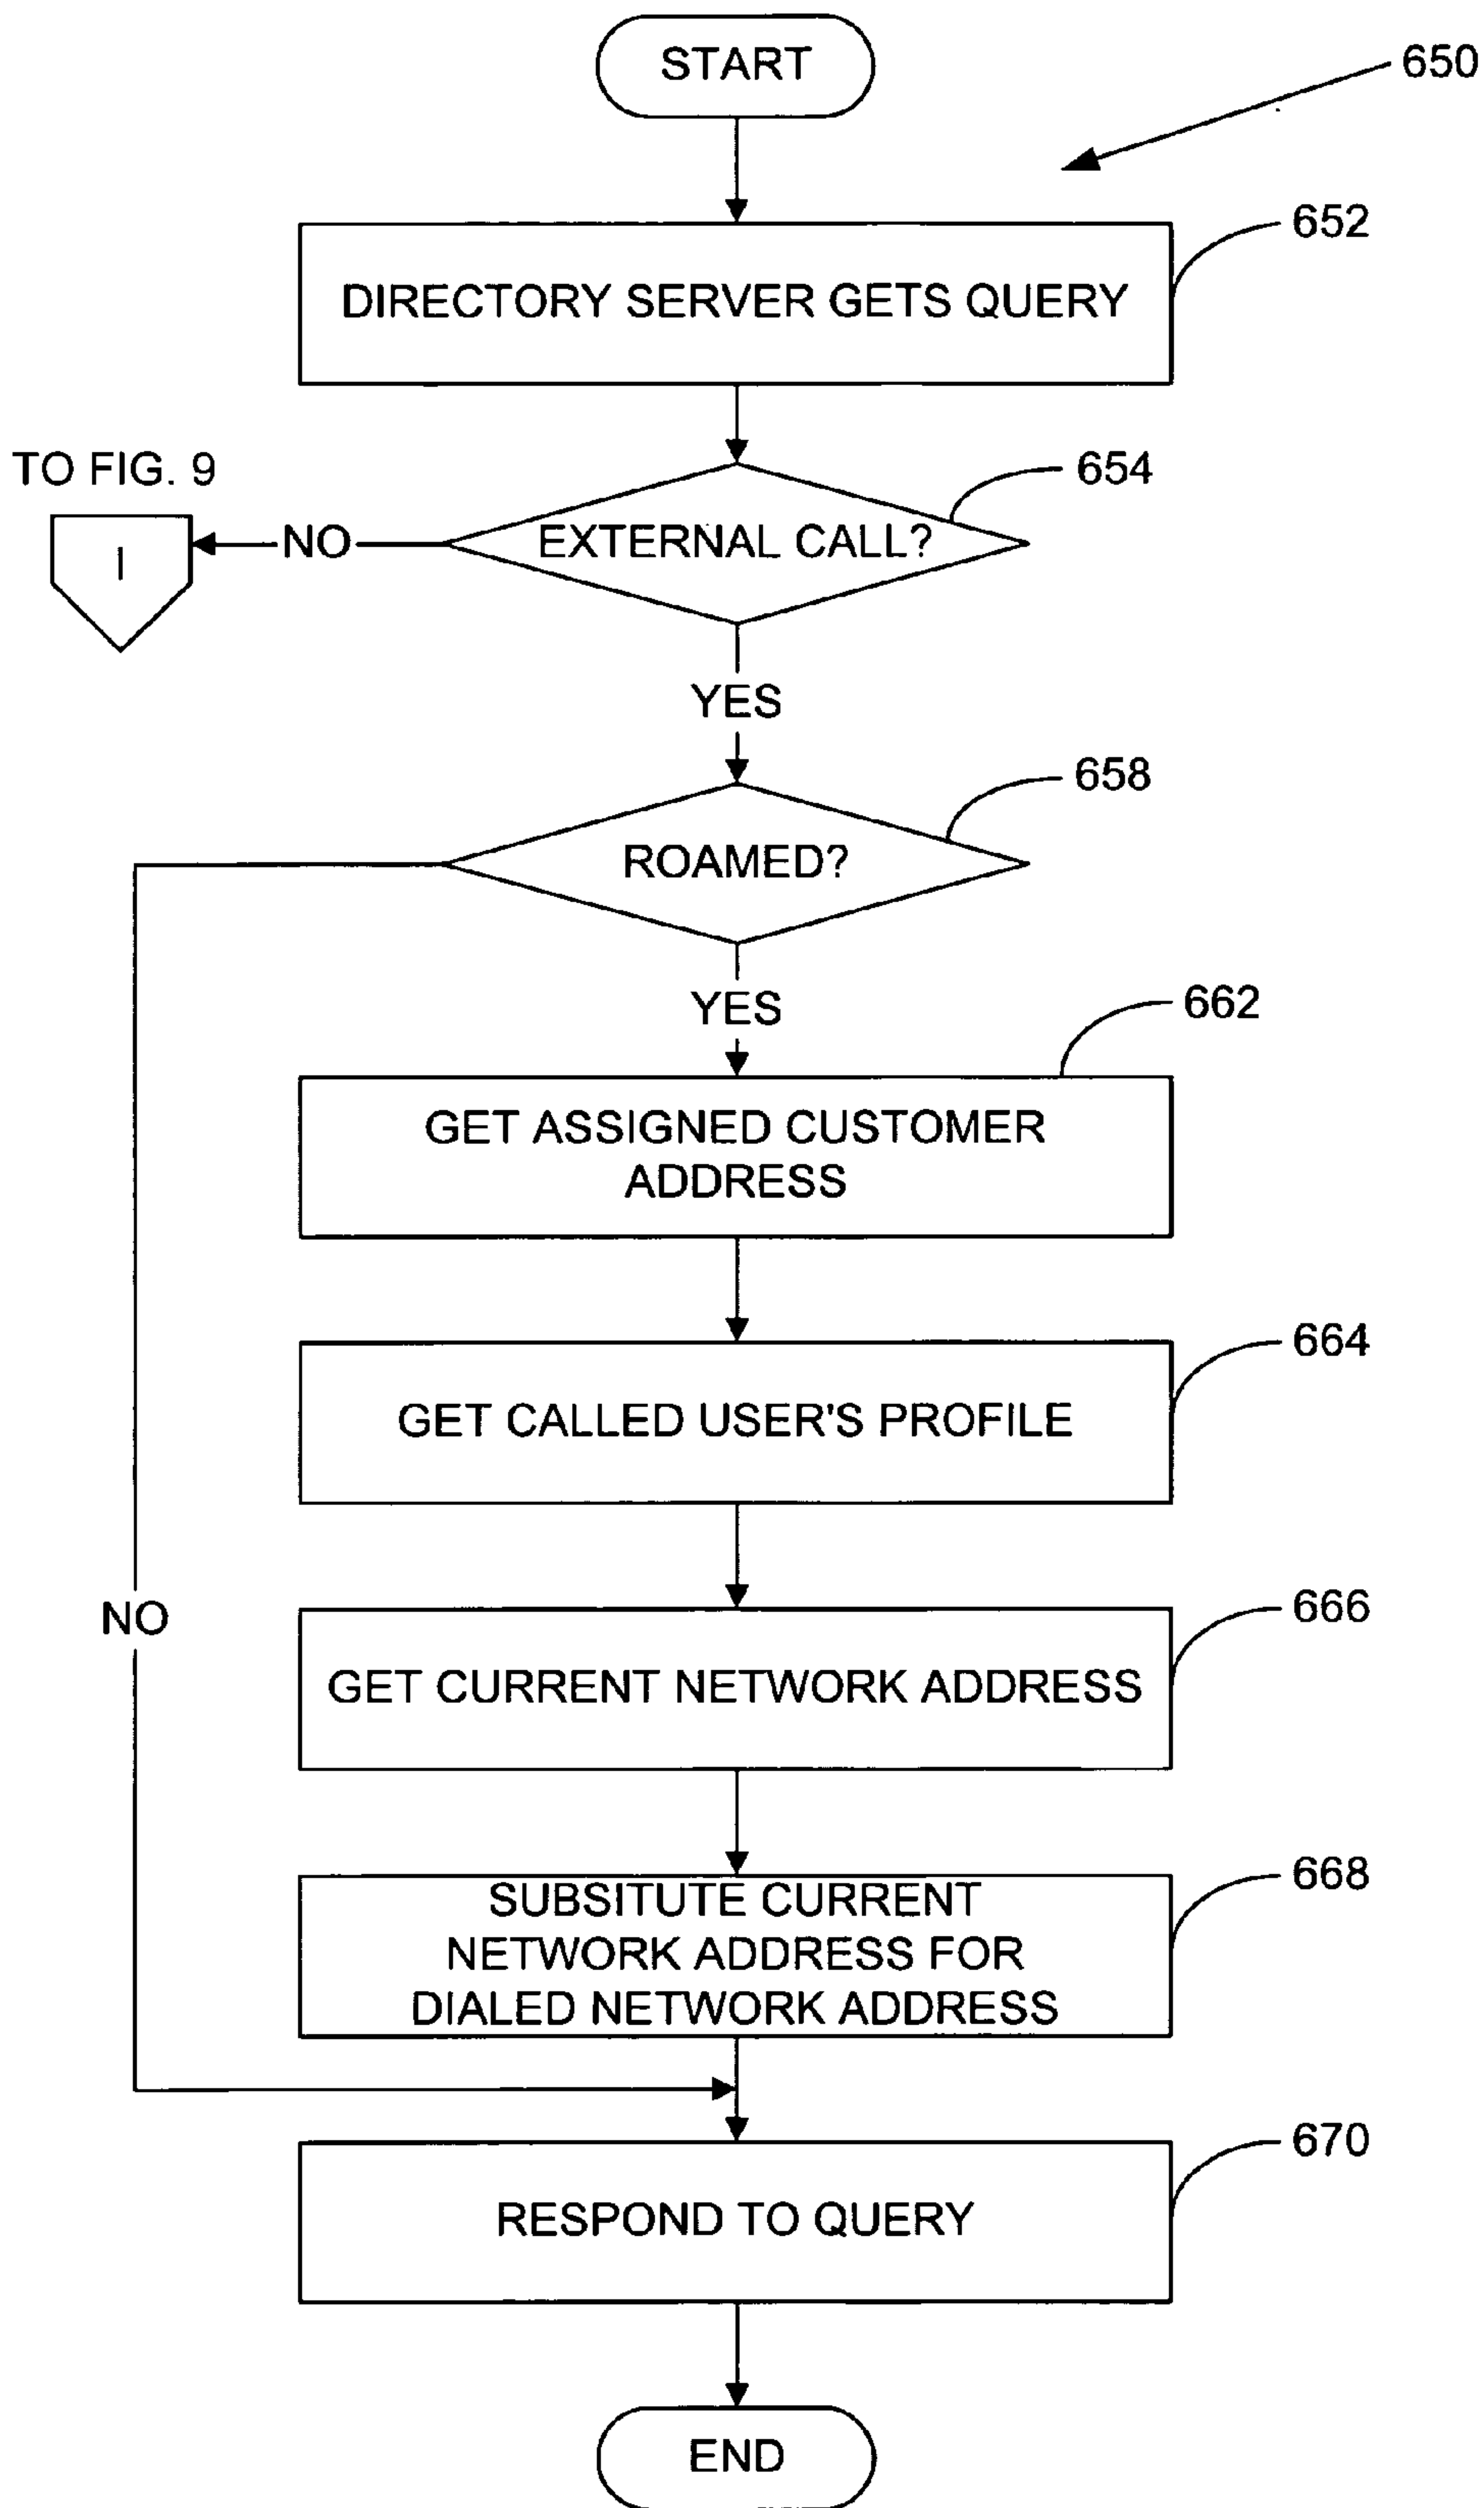 START
650
652
DIRECTORY SERVER GETS QUERY
TO FIG. 9
654
I
NO
EXTERNAL CALL?
YES
658
ROAMED?
YES
662
GET ASSIGNED CUSTOMER
ADDRESS
664
GET CALLED USER'S PROFILE
NO
666
GET CURRENT NETWORK ADDRESS
668
SUBSITUTE CURRENT
NETWORK ADDRESS FOR
DIALED NETWORK ADDRESS
670
RESPOND TO QUERY
END